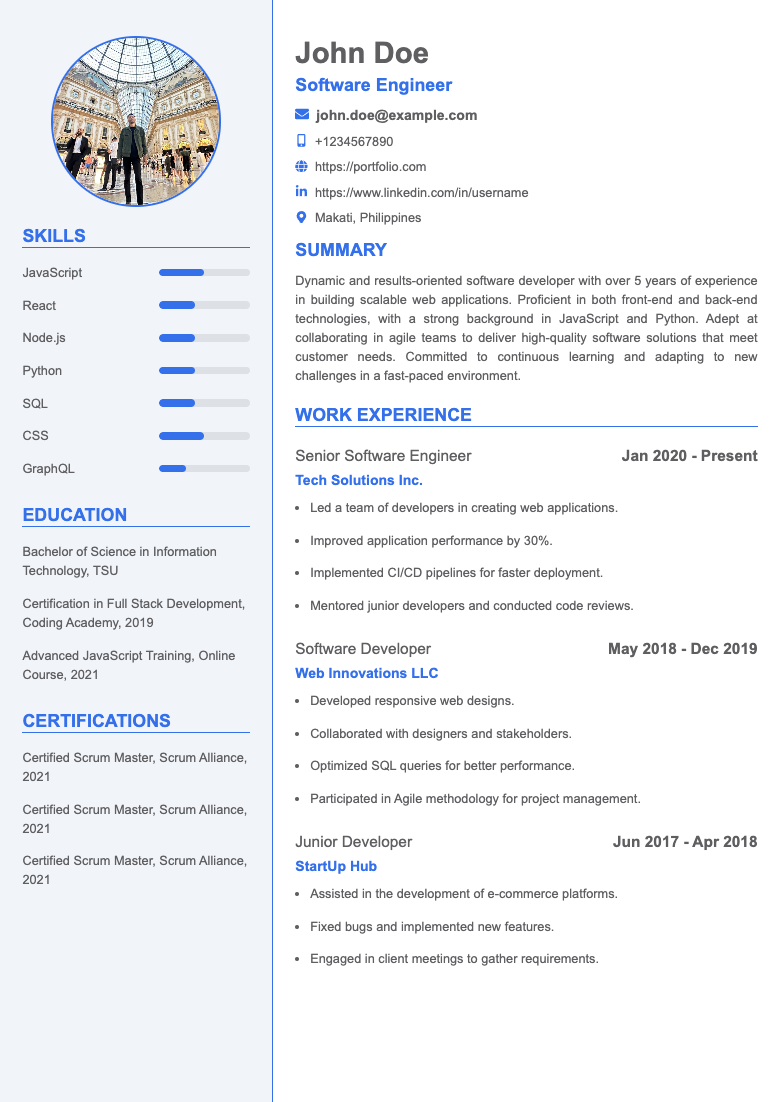 SKILLS
JavaScript
React
Node.js
Python
SQL
CSS
GraphQL
EDUCATION
Bachelor of Science in Information
Technology, TSU
Certification in Full Stack Development,
Coding Academy, 2019
Advanced JavaScript Training, Online
Course, 2021
CERTIFICATIONS
Certified Scrum Master, Scrum Alliance,
2021
Certified Scrum Master, Scrum Alliance,
2021
Certified Scrum Master, Scrum Alliance,
2021
John Doe
Software Engineer
john.doe@example.com
+1234567890
https://portfolio.com
https://www.linkedin.com/in/username
Makati, Philippines
SUMMARY
Dynamic and results-oriented software developer with over 5 years of experience
in building scalable web applications. Proficient in both front-end and back-end
technologies, with a strong background in JavaScript and Python. Adept at
collaborating in agile teams to deliver high-quality software solutions that meet
customer needs. Committed to continuous learning and adapting to new
challenges in a fast-paced environment.
WORK EXPERIENCE
Senior Software Engineer Jan 2020 - Present
Tech Solutions Inc.
• Led a team of developers in creating web applications.
• Improved application performance by 30%.
• Implemented CI/CD pipelines for faster deployment.
• Mentored junior developers and conducted code reviews.
Software Developer May 2018 - Dec 2019
Web Innovations LLC
• Developed responsive web designs.
• Collaborated with designers and stakeholders.
• Optimized SQL queries for better performance.
• Participated in Agile methodology for project management.
Junior Developer Jun 2017 - Apr 2018
StartUp Hub
• Assisted in the development of e-commerce platforms.
• Fixed bugs and implemented new features.
• Engaged in client meetings to gather requirements.